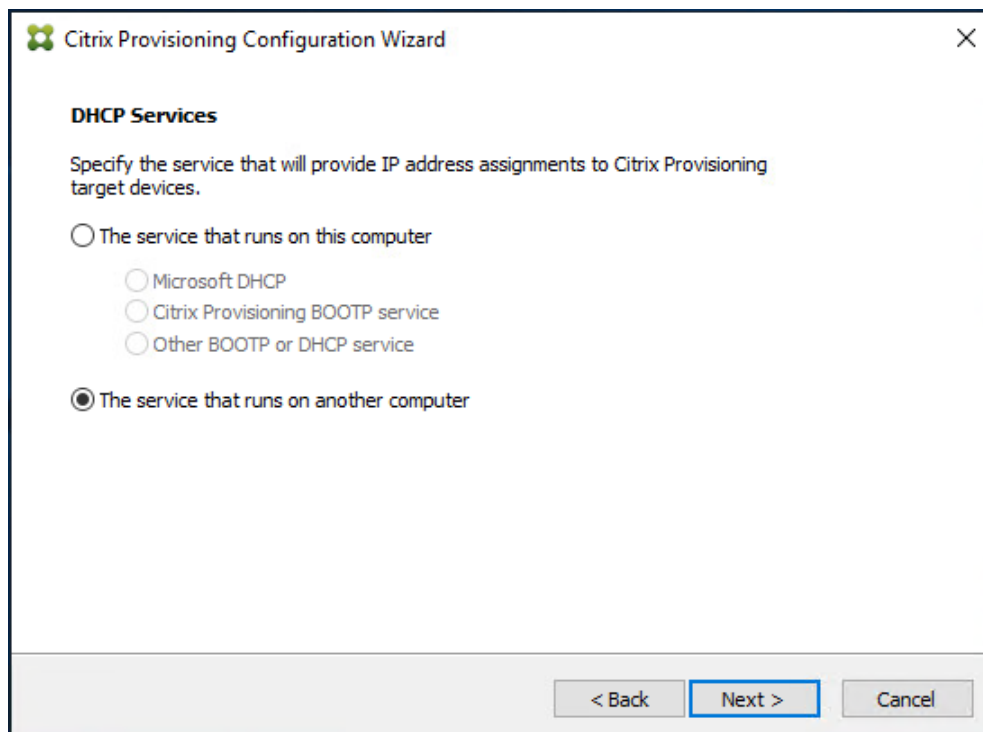 Citrix Provisioning Configuration Wizard
DHCP Services
Specify the service that will provide IP address assignments to Citrix Provisioning
target devices.
The service that runs on this computer
Microsoft DHCP
Citrix Provisioning BOOTP service
Other BOOTP or DHCP service
The service that runs on another computer
< Back Next > Cancel